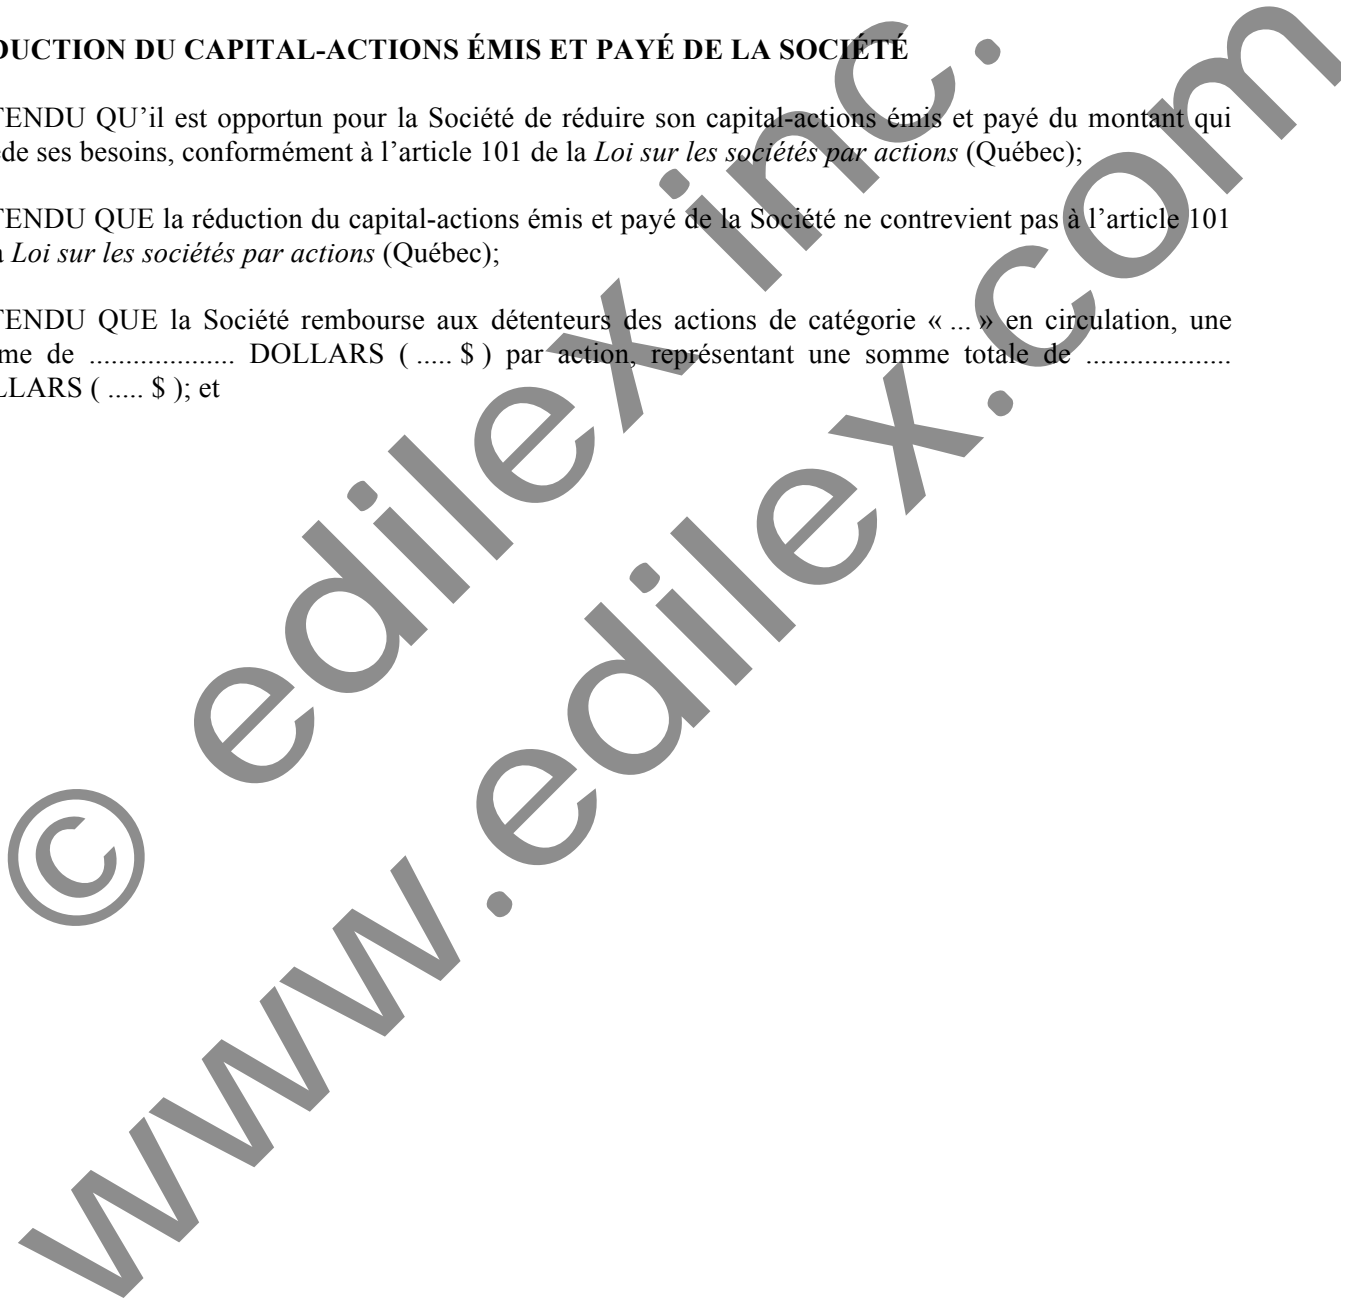 DUCTION DU CAPITAL-ACTIONS ÉMIS ET PAYÉ DE LA SOCIÉTÉ
TENDU QU’il est opportun pour la Société de réduire son capital-actions émis et payé du montant qui
de ses besoins, conformément à l’article 101 de la Loi sur les sociétés par actions (Québec);
TENDU QUE la réduction du capital-actions émis et payé de la Société ne contrevient pas à l’article 101
a Loi sur les sociétés par actions (Québec);
TENDU QUE la Société rembourse aux détenteurs des actions de catégorie « ... » en circulation, une
me de .................... DOLLARS ( ..... $ ) par action, représentant une somme totale de ....................
LLARS ( ..... $ ); et
© edilex inc.
www.edilex.com